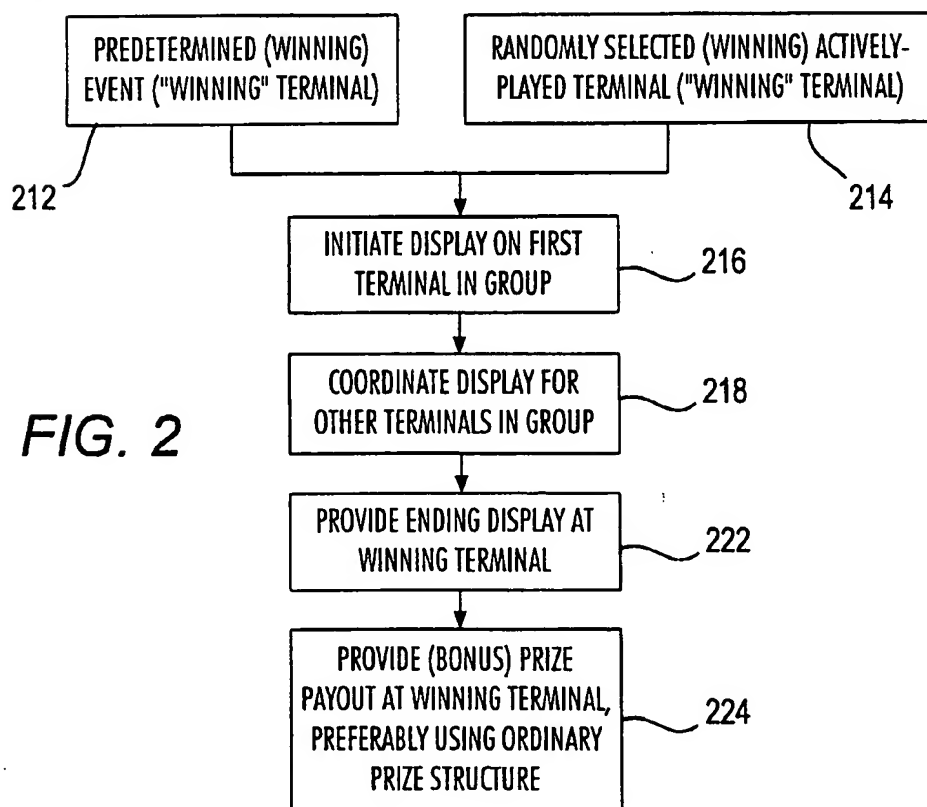 PREDETERMINED (WINNING)
EVENT ("WINNING" TERMINAL)
RANDOMLY SELECTED (WINNING) ACTIVELY-
PLAYED TERMINAL ("WINNING" TERMINAL)
212
214
INITIATE DISPLAY ON FIRST
TERMINAL IN GROUP
216
COORDINATE DISPLAY FOR
OTHER TERMINALS IN GROUP
218
FIG. 2
PROVIDE ENDING DISPLAY AT
WINNING TERMINAL
222
PROVIDE (BONUS) PRIZE
PAYOUT AT WINNING TERMINAL,
PREFERABLY USING ORDINARY
PRIZE STRUCTURE
224